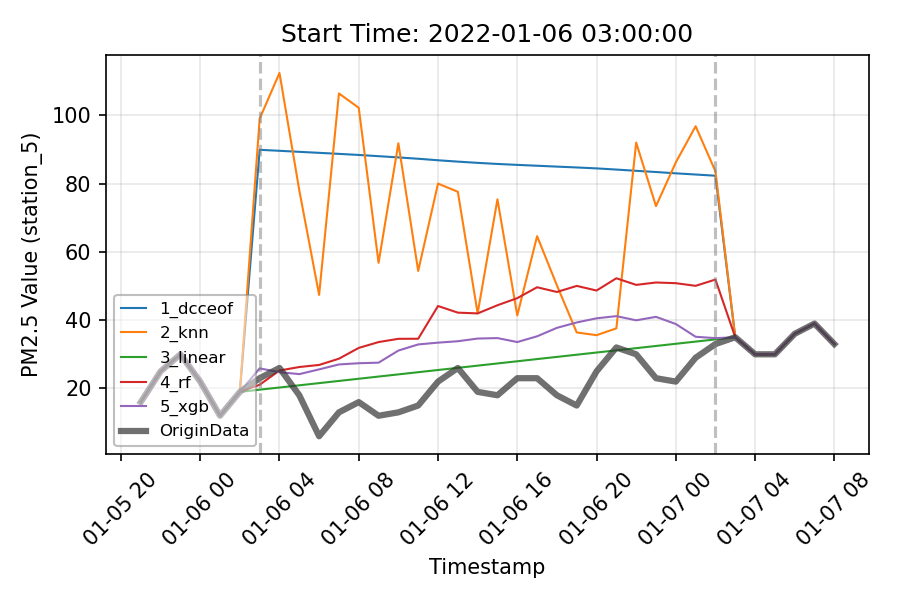 Start Time: 2022-01-06 03:00:00
PM2.5 Value (station_5)
100
80
60
40
20
1_dcceof
2_knn
3_linear
4_rf
5_xgb
OriginData
01-05 20
01-06 00
01-06 04
01-06 08
01-06 12
01-06 16
01-06 20
01-07 00
01-07 04
01-07 08
Timestamp